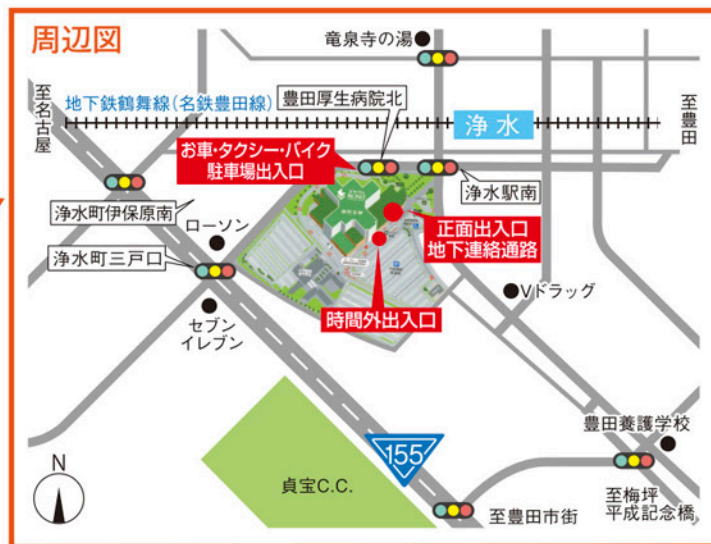 周辺図
竜泉寺の湯
至名古屋
地下鉄鶴舞線(名鉄豊田線)
豊田厚生病院北
浄水
至豊田
お車・タクシー・バイク
駐車場出入口
浄水駅南
浄水町伊保原南
ローソン
正面出入口
地下連絡通路
浄水町三戸口
Vドラッグ
時間外出入口
セブン
イレブン
豊田養護学校
155
N
貞宝C.C.
至豊田市街
至梅坪
平成記念橋